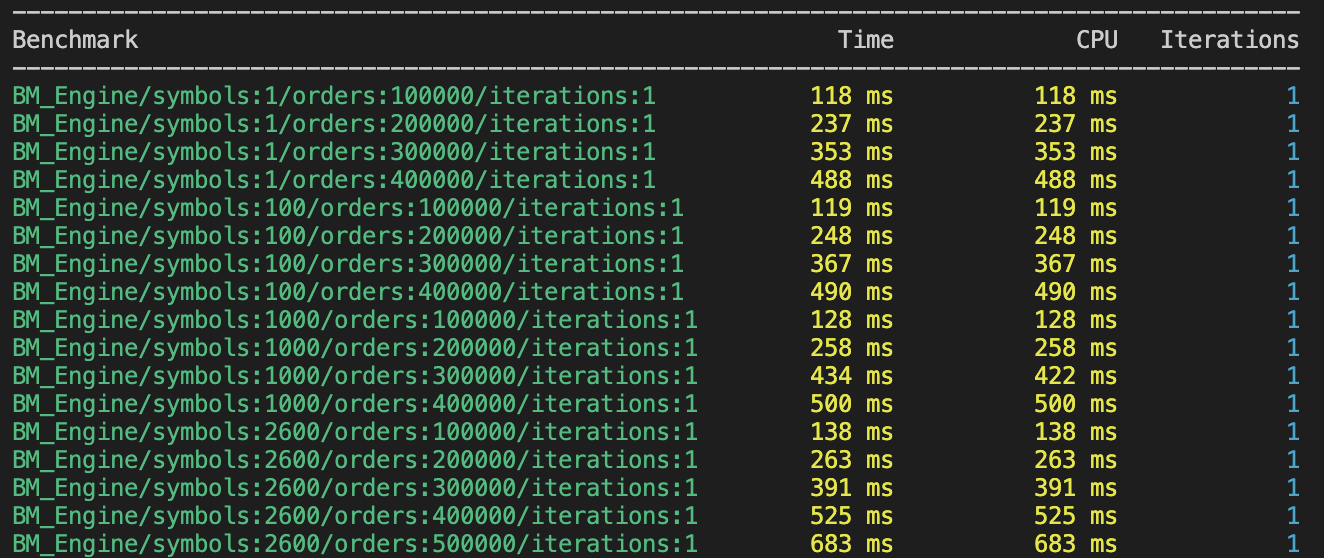 Benchmark Time CPU Iterations
BM_Engine/symbols:1/orders:100000/iterations:1 118 ms 118 ms 1
BM_Engine/symbols:1/orders:200000/iterations:1 237 ms 237 ms 1
BM_Engine/symbols:1/orders:300000/iterations:1 353 ms 353 ms 1
BM_Engine/symbols:1/orders:400000/iterations:1 488 ms 488 ms 1
BM_Engine/symbols:100/orders:100000/iterations:1 119 ms 119 ms 1
BM_Engine/symbols:100/orders:200000/iterations:1 248 ms 248 ms 1
BM_Engine/symbols:100/orders:300000/iterations:1 367 ms 367 ms 1
BM_Engine/symbols:100/orders:400000/iterations:1 490 ms 490 ms 1
BM_Engine/symbols:1000/orders:100000/iterations:1 128 ms 128 ms 1
BM_Engine/symbols:1000/orders:200000/iterations:1 258 ms 258 ms 1
BM_Engine/symbols:1000/orders:300000/iterations:1 434 ms 422 ms 1
BM_Engine/symbols:1000/orders:400000/iterations:1 500 ms 500 ms 1
BM_Engine/symbols:2600/orders:100000/iterations:1 138 ms 138 ms 1
BM_Engine/symbols:2600/orders:200000/iterations:1 263 ms 263 ms 1
BM_Engine/symbols:2600/orders:300000/iterations:1 391 ms 391 ms 1
BM_Engine/symbols:2600/orders:400000/iterations:1 525 ms 525 ms 1
BM_Engine/symbols:2600/orders:500000/iterations:1 683 ms 683 ms 1